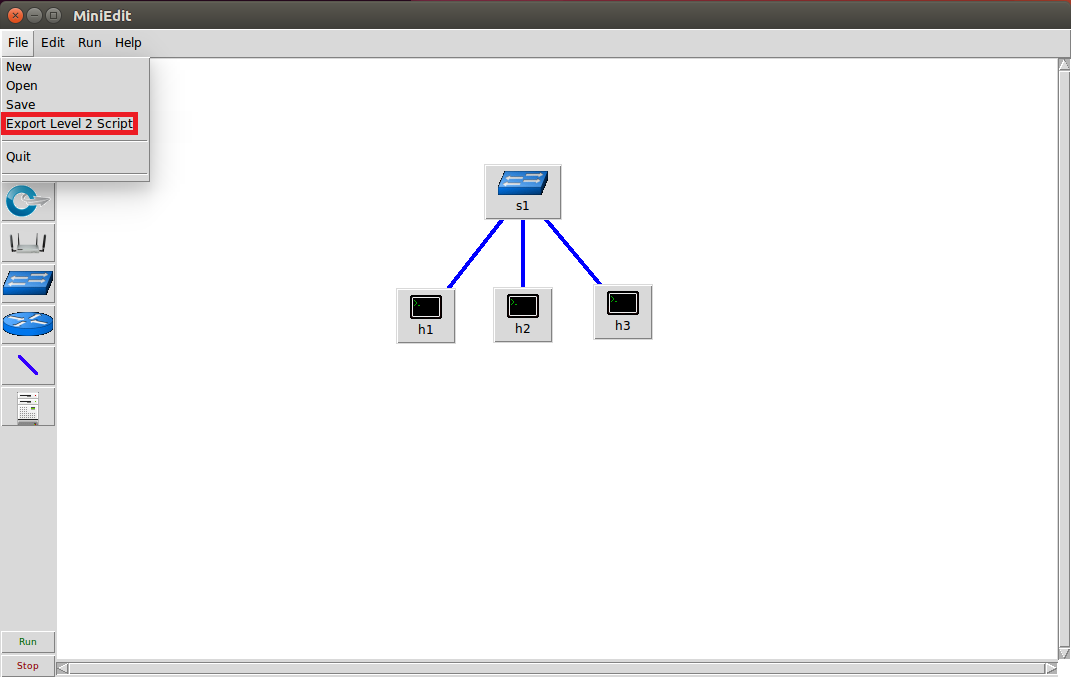 MiniEdit
File Edit Run Help
New
Open
Save
Export Level 2 Script
Quit
s1
h1 h2 h3
Run
Stop